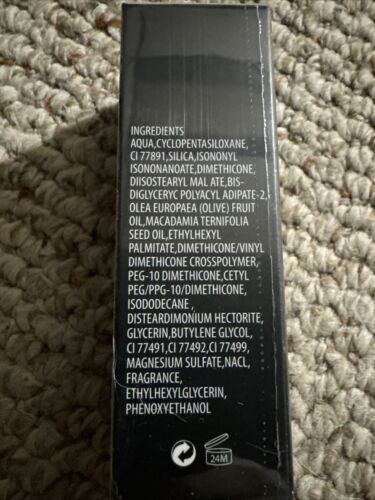 INGREDIENTS
AQUA,CYCLOPENTASILOXANE,
CI 77891,SILICA,ISONONYL
ISONONANOATE,DIMETHICONE,
DIISOSTEARYL MAL ATE,BIS-
DIGLYCERYC POLYACYL ADIPATE-2,
OLEA EUROPAEA (OLIVE) FRUIT
OIL,MACADAMIA TERNIFOLIA
SEED OIL,ETHYLHEXYL
PALMITATE,DIMETHICONE/VINYL
DIMETHICONE CROSSPOLYMER,
PEG-10 DIMETHICONE,CETYL
PEG/PPG-10/DIMETHICONE,
ISODODECANE ,
DISTEARDIMONIUM HECTORITE,
GLYCERIN,BUTYLENE GLYCOL,
CI 77491,CI 77492,CI 77499,
MAGNESIUM SULFATE,NACL,
FRAGRANCE,
ETHYLHEXYLGLYCERIN,
PHENOXYETHANOL
24M